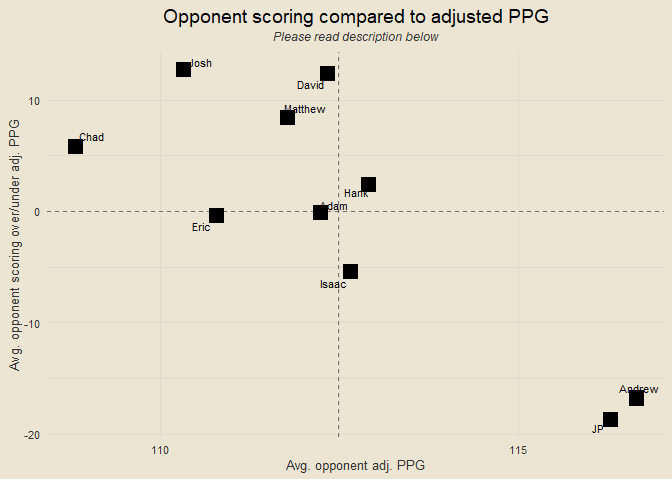 Opponent scoring compared to adjusted PPG
Please read description below
Josh
David
Matthew
Chad
Hank
Adam
Eric
Isaac
Andrew
JP
10
0
-10
-20
110
115
Avg. opponent adj. PPG
Avg. opponent scoring over/under adj. PPG